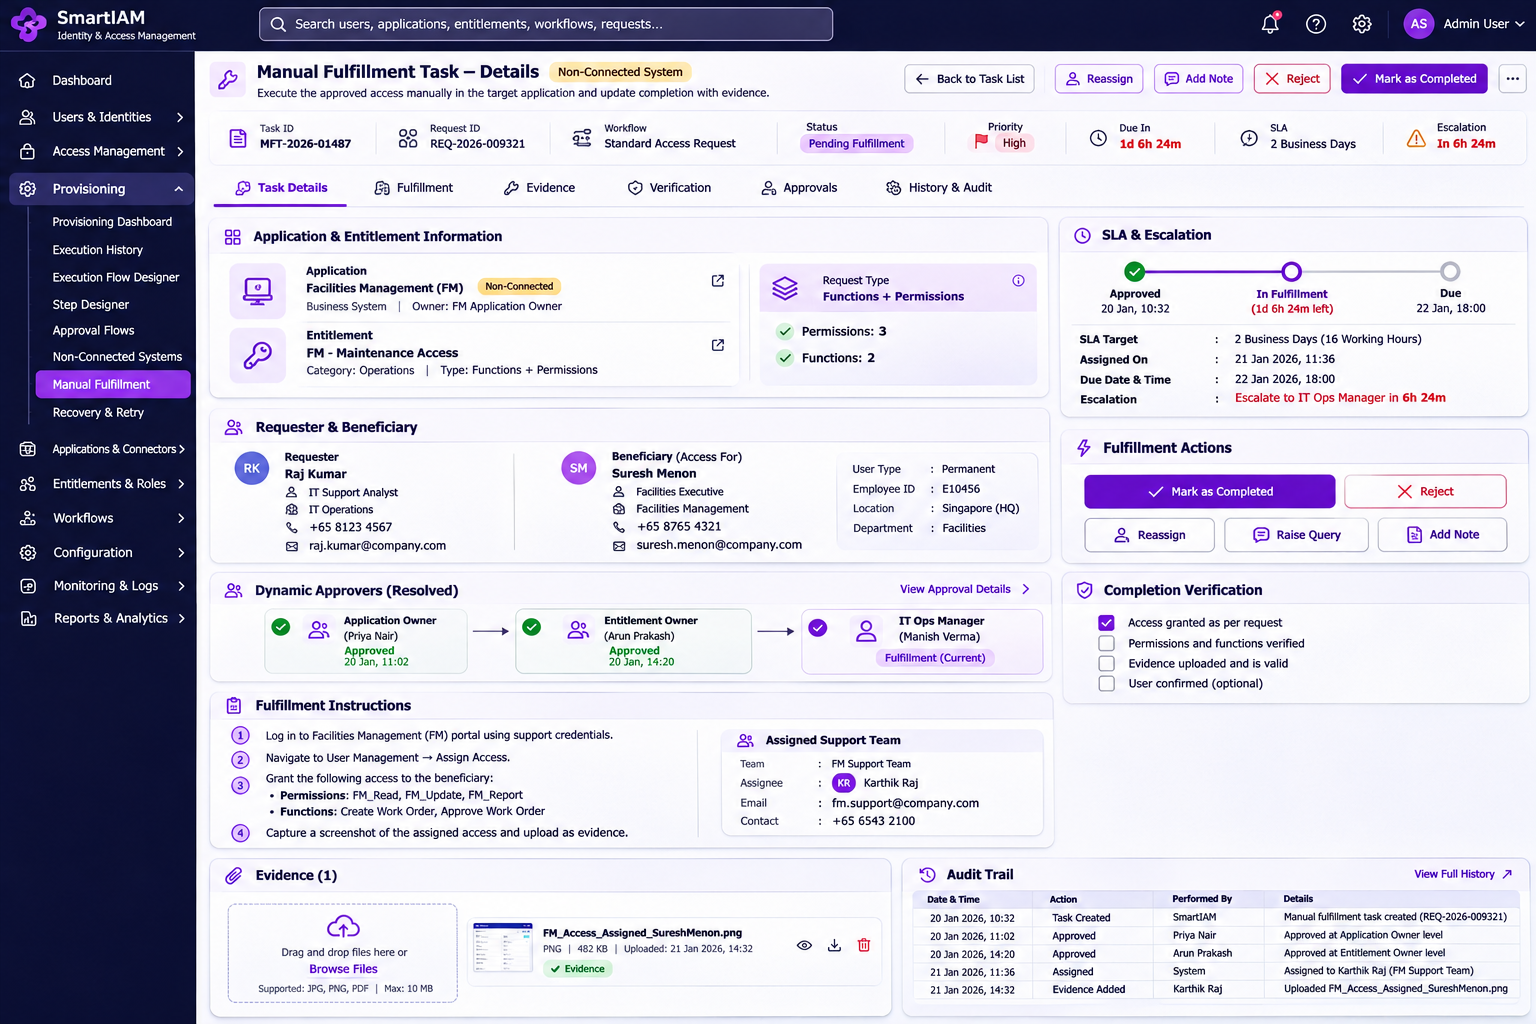 SmartIAM
Identity & Access Management
Search users, applications, entitlements, workflows, requests...
AS
Admin User
Dashboard
Users & Identities
Access Management
Provisioning
Provisioning Dashboard
Execution History
Execution Flow Designer
Step Designer
Approval Flows
Non-Connected Systems
Manual Fulfillment
Recovery & Retry
Applications & Connectors
Entitlements & Roles
Workflows
Configuration
Monitoring & Logs
Reports & Analytics
Manual Fulfillment Task – Details
Non-Connected System
Execute the approved access manually in the target application and update completion with evidence.
← Back to Task List
Reassign
Add Note
Reject
Mark as Completed
...
Task ID
MFT-2026-01487
Request ID
REQ-2026-009321
Workflow
Standard Access Request
Status
Pending Fulfillment
Priority
High
Due In
1d 6h 24m
SLA
2 Business Days
Escalation
In 6h 24m
Task Details
Fulfillment
Evidence
Verification
Approvals
History & Audit
Application & Entitlement Information
Application
Facilities Management (FM)
Non-Connected
Business System | Owner: FM Application Owner
Entitlement
FM - Maintenance Access
Category: Operations | Type: Functions + Permissions
Request Type
Functions + Permissions
Permissions: 3
Functions: 2
Requester & Beneficiary
RK
Requester
Raj Kumar
IT Support Analyst
IT Operations
+65 8123 4567
raj.kumar@company.com
SM
Beneficiary (Access For)
Suresh Menon
Facilities Executive
Facilities Management
+65 8765 4321
suresh.menon@company.com
User Type : Permanent
Employee ID : E10456
Location : Singapore (HQ)
Department : Facilities
Dynamic Approvers (Resolved)
View Approval Details
Application Owner
(Priya Nair)
Approved
20 Jan, 11:02
Entitlement Owner
(Arun Prakash)
Approved
20 Jan, 14:20
IT Ops Manager
(Manish Verma)
Fulfillment (Current)
Fulfillment Instructions
1 Log in to Facilities Management (FM) portal using support credentials.
2 Navigate to User Management → Assign Access.
3 Grant the following access to the beneficiary:
• Permissions: FM_Read, FM_Update, FM_Report
• Functions: Create Work Order, Approve Work Order
4 Capture a screenshot of the assigned access and upload as evidence.
Assigned Support Team
Team : FM Support Team
Assignee : KR Karthik Raj
Email : fm.support@company.com
Contact : +65 6543 2100
SLA & Escalation
Approved
20 Jan, 10:32
In Fulfillment
(1d 6h 24m left)
Due
22 Jan, 18:00
SLA Target : 2 Business Days (16 Working Hours)
Assigned On : 21 Jan 2026, 11:36
Due Date & Time : 22 Jan 2026, 18:00
Escalation : Escalate to IT Ops Manager in 6h 24m
Fulfillment Actions
Mark as Completed
Reject
Reassign
Raise Query
Add Note
Completion Verification
Access granted as per request
Permissions and functions verified
Evidence uploaded and is valid
User confirmed (optional)
Evidence (1)
Drag and drop files here or
Browse Files
Supported: JPG, PNG, PDF | Max: 10 MB
FM_Access_Assigned_SureshMenon.png
PNG | 482 KB | Uploaded: 21 Jan 2026, 14:32
Evidence
Audit Trail
View Full History
Date & Time Action Performed By Details
20 Jan 2026, 10:32 Task Created SmartIAM Manual fulfillment task created (REQ-2026-009321)
20 Jan 2026, 11:02 Approved Priya Nair Approved at Application Owner level
20 Jan 2026, 14:20 Approved Arun Prakash Approved at Entitlement Owner level
21 Jan 2026, 11:36 Assigned System Assigned to Karthik Raj (FM Support Team)
21 Jan 2026, 14:32 Evidence Added Karthik Raj Uploaded FM_Access_Assigned_SureshMenon.png